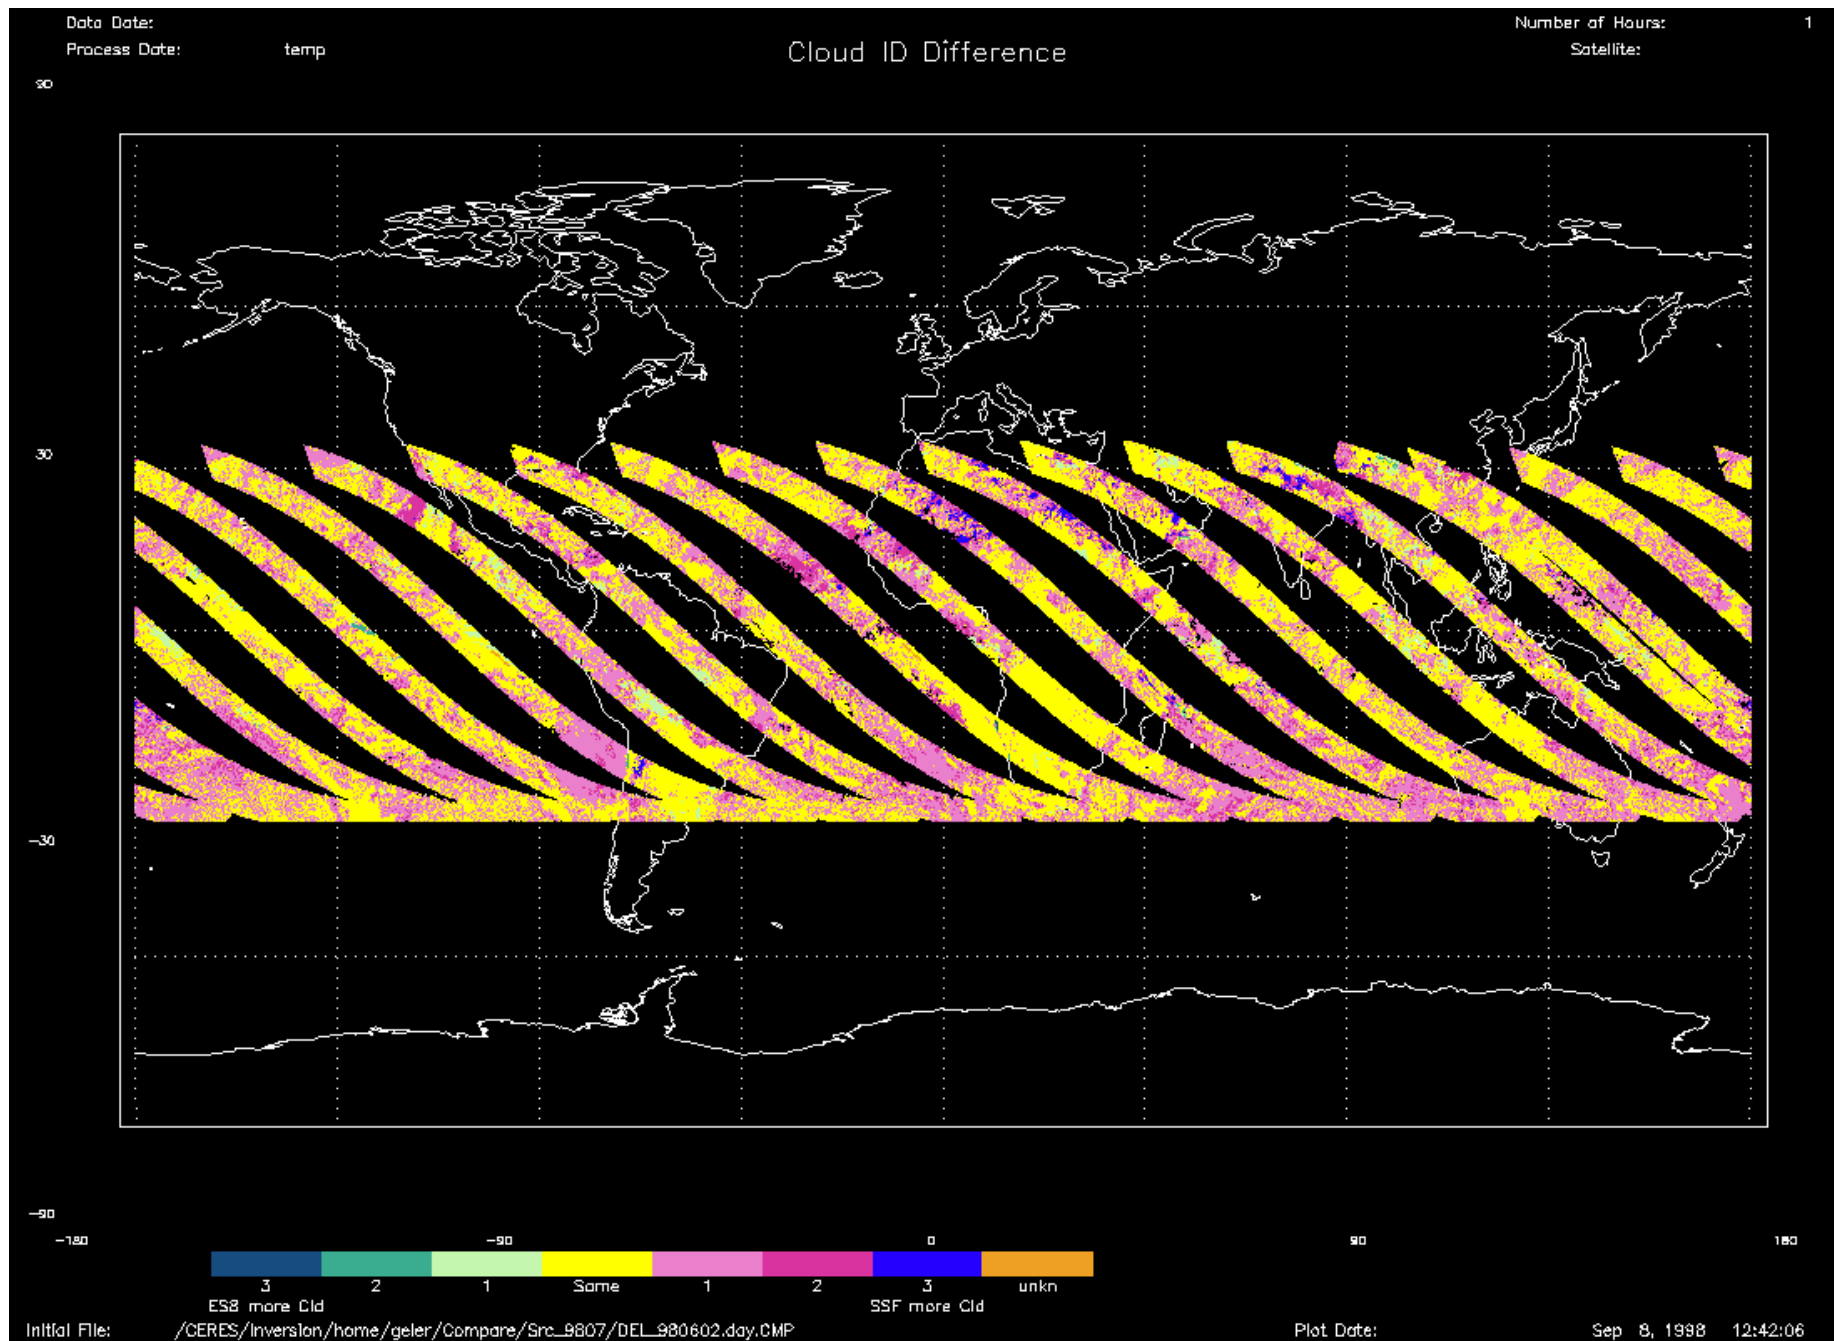 Data Date: Number of Hours: 1
Process Date: temp Satellite:
Cloud ID Difference
90
30
-30
-90
-180 -90 0 90 180
3 2 1 Same 1 2 3 unkn
ES8 more Cld SSF more Cld
Initial File: /CERES/Inversion/home/geler/Compare/Src_9807/DEL_980602.day.CMP Plot Date: Sep 8, 1998 12:42:06